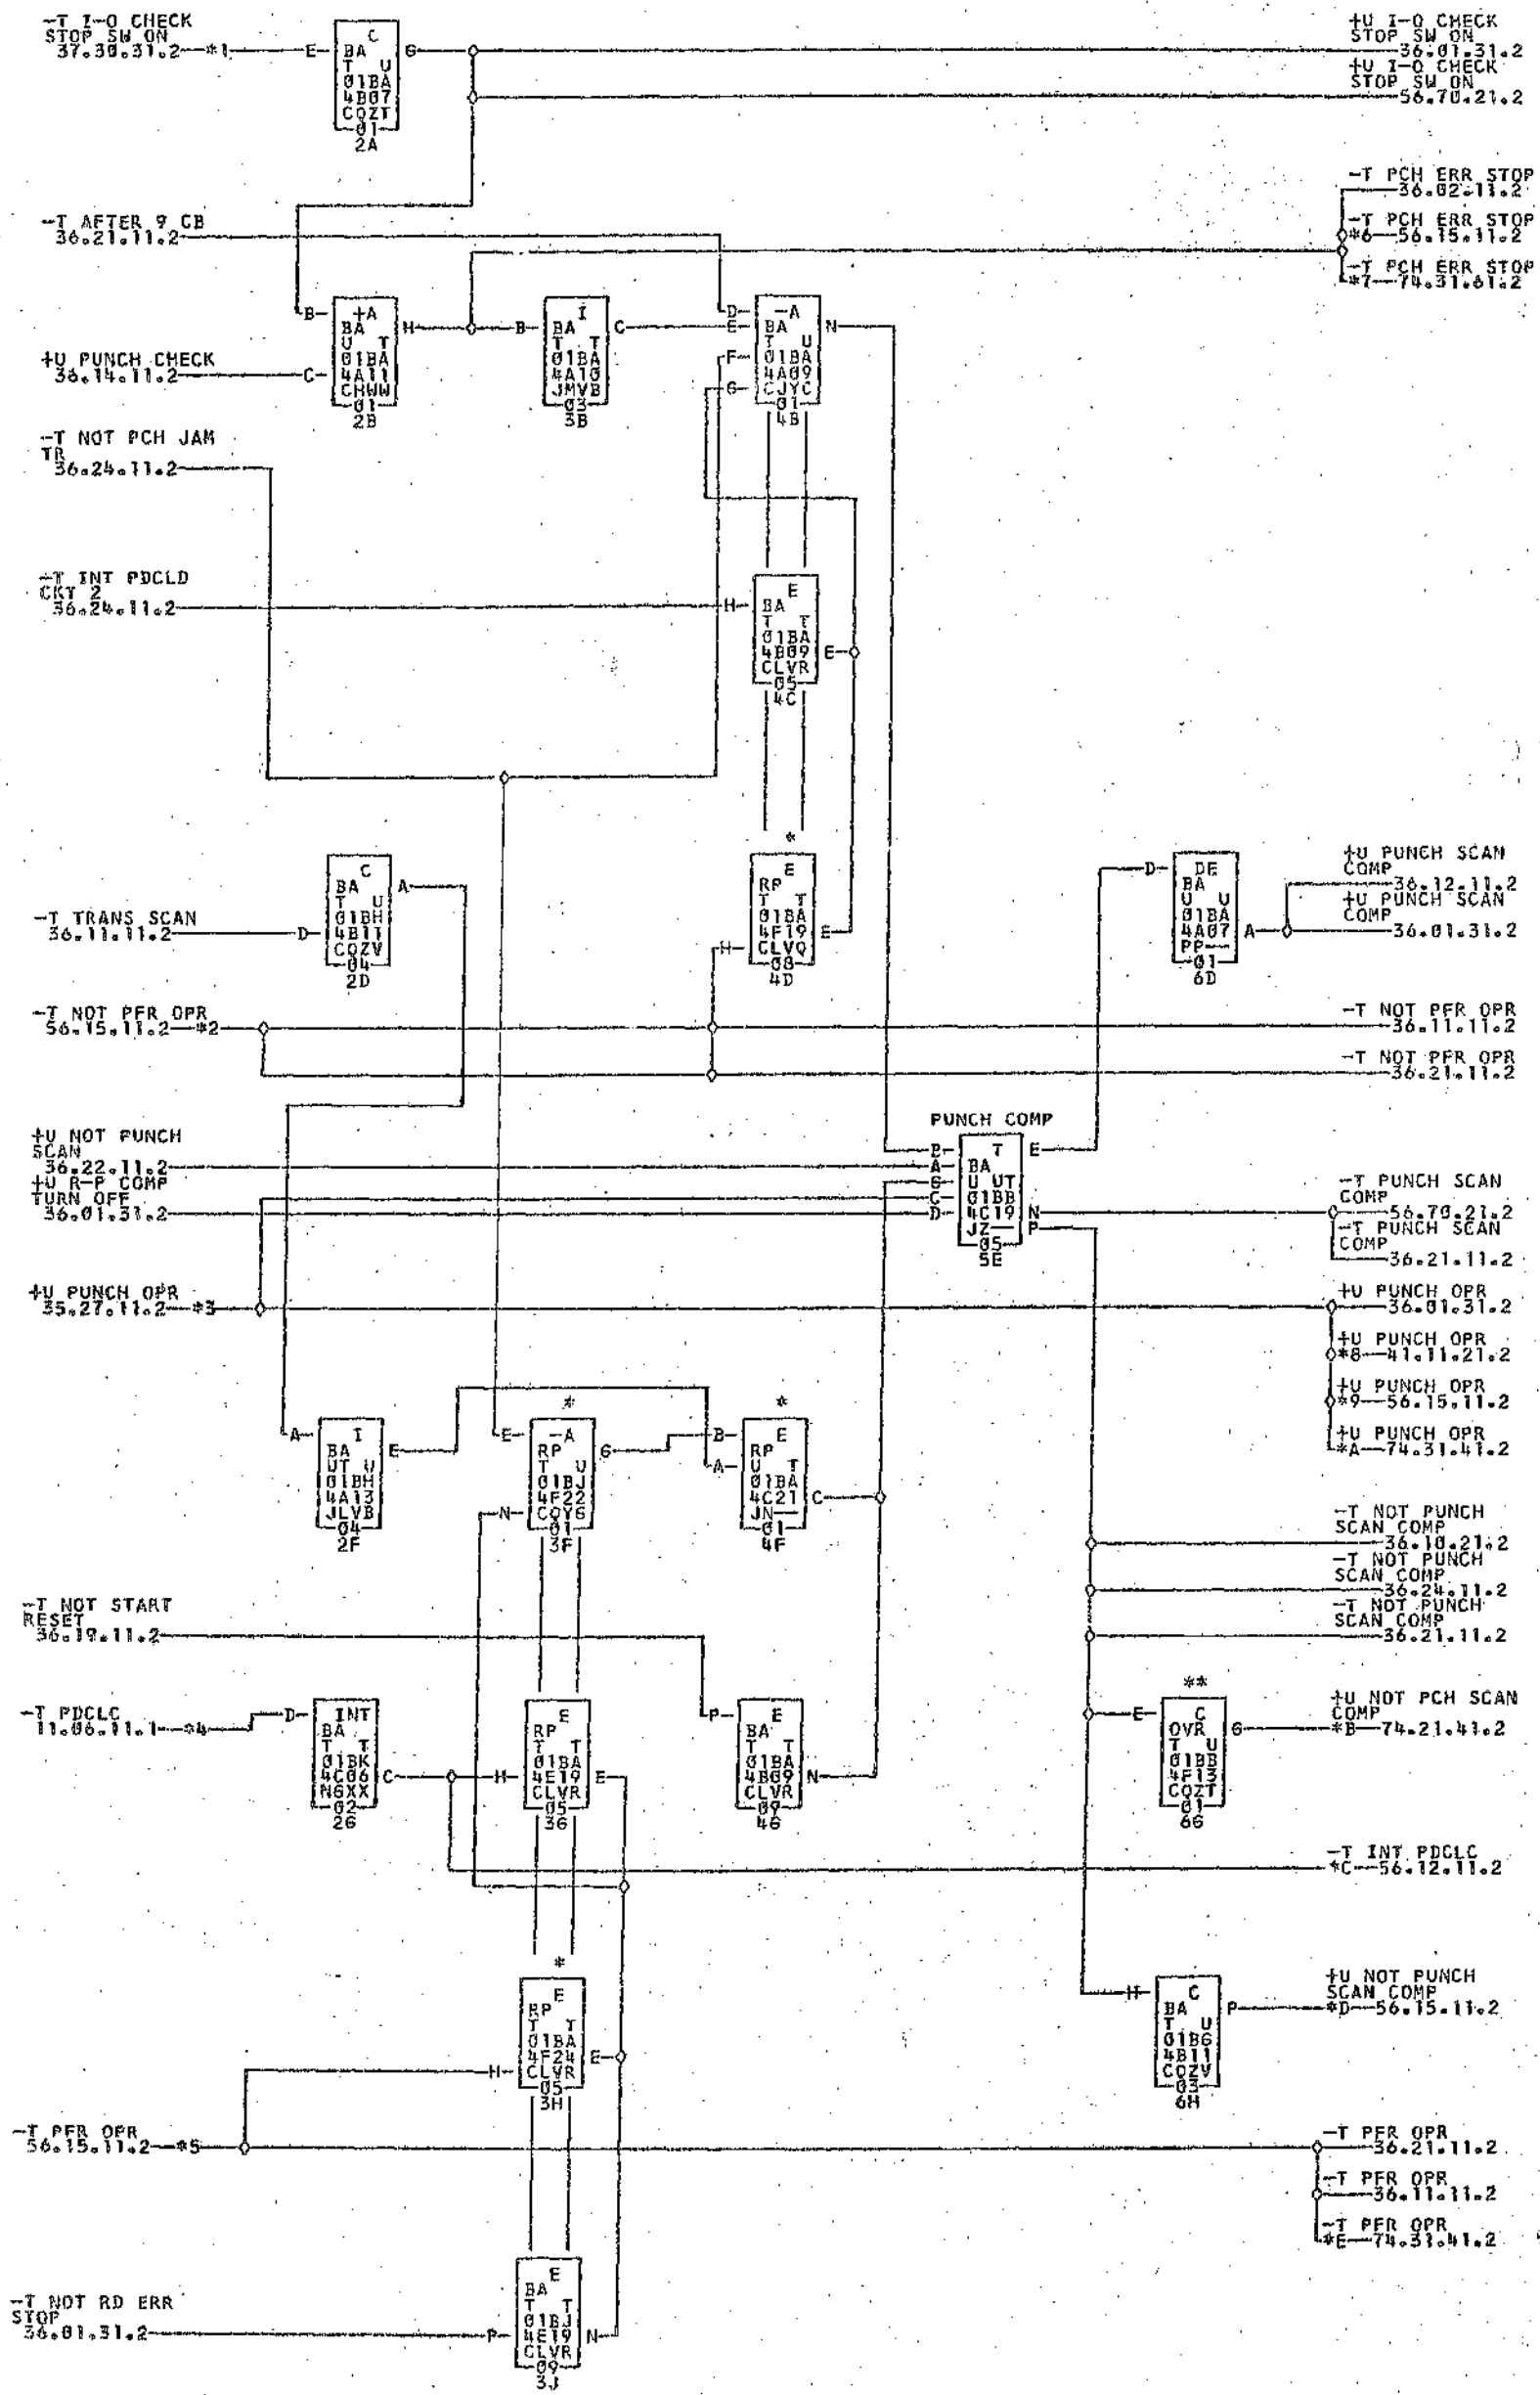 -T I-O CHECK
STOP SW ON
37.30.31.2 *1 E
C
BA G
T U
01BA
4B07
CQZT
01
2A
+U I-O CHECK
STOP SW ON
36.01.31.2
+U I-O CHECK
STOP SW ON
56.70.21.2
-T PCH ERR STOP
36.02.11.2
-T PCH ERR STOP
*6 56.15.11.2
-T PCH ERR STOP
*7 74.31.61.2
-T AFTER 9 CB
36.21.11.2
+U PUNCH CHECK
36.14.11.2
B
C
+A
BA H
U T
01BA
4A11
CHWW
01
2B
B
I
BA C
T T
01BA
4A10
JMVB
03
3B
D
E
F
G
-A
BA N
T U
01BA
4A09
CJYC
01
4B
-T NOT PCH JAM
TR
36.24.11.2
-T INT PDCLD
CKT 2
36.24.11.2
H
E
BA
T T
01BA
4B09 E
CLVR
05
4C
-T TRANS SCAN
36.11.11.2
D
C
BA A
T U
01BH
4B11
CQZV
04
2D
*
E
RP
T T
01BA
4F19 E
H CLVQ
08
4D
D
DE
BA
U U
01BA
4A07 A
PP--
01
6D
+U PUNCH SCAN
COMP
36.12.11.2
+U PUNCH SCAN
COMP
36.01.31.2
-T NOT PFR OPR
56.15.11.2 *2
-T NOT PFR OPR
36.11.11.2
-T NOT PFR OPR
36.21.11.2
+U NOT PUNCH
SCAN
36.22.11.2
+U R-P COMP
TURN OFF
36.01.31.2
PUNCH COMP
B T E
A BA
G U UT
C 01BB
D 4C19 N
JZ-- P
05
5E
-T PUNCH SCAN
COMP
56.70.21.2
-T PUNCH SCAN
COMP
36.21.11.2
+U PUNCH OPR
35.27.11.2 *3
+U PUNCH OPR
36.01.31.2
+U PUNCH OPR
*8 41.11.21.2
+U PUNCH OPR
*9 56.15.11.2
+U PUNCH OPR
*A 74.31.41.2
A I
BA E
UT U
01BH
4A13
JLVB
04
2F
*
E -A
RP G
T U
01BJ
4F22
N CQYG
01
3F
*
B E
A RP
U T
01BA
4C21 C
JN--
01
4F
-T NOT PUNCH
SCAN COMP
36.10.21.2
-T NOT PUNCH
SCAN COMP
36.24.11.2
-T NOT PUNCH
SCAN COMP
36.21.11.2
-T NOT START
RESET
36.19.11.2
-T PDCLC
11.06.11.1 *4
D INT
BA
T T
01BK
4C06 C
NGXX
02
2G
E
RP
T T
01BA
H 4E19 E
CLVR
05
3G
P E
BA
T T
01BA
4B09 N
CLVR
09
4G
**
E C
OVR G
T U
01BB
4F13
CQZT
01
6G
+U NOT PCH SCAN
COMP
*B 74.21.41.2
-T INT PDCLC
*C 56.12.11.2
*
E
RP
T T
01BA
4F24 E
H CLVR
05
3H
H C
BA P
T U
01BG
4B11
CQZV
03
6H
+U NOT PUNCH
SCAN COMP
*D 56.15.11.2
-T PFR OPR
56.15.11.2 *5
-T PFR OPR
36.21.11.2
-T PFR OPR
36.11.11.2
-T PFR OPR
*E 74.31.41.2
-T NOT RD ERR
STOP
36.01.31.2
E
BA
T T
01BJ
P 4E19 N
CLVR
09
3J